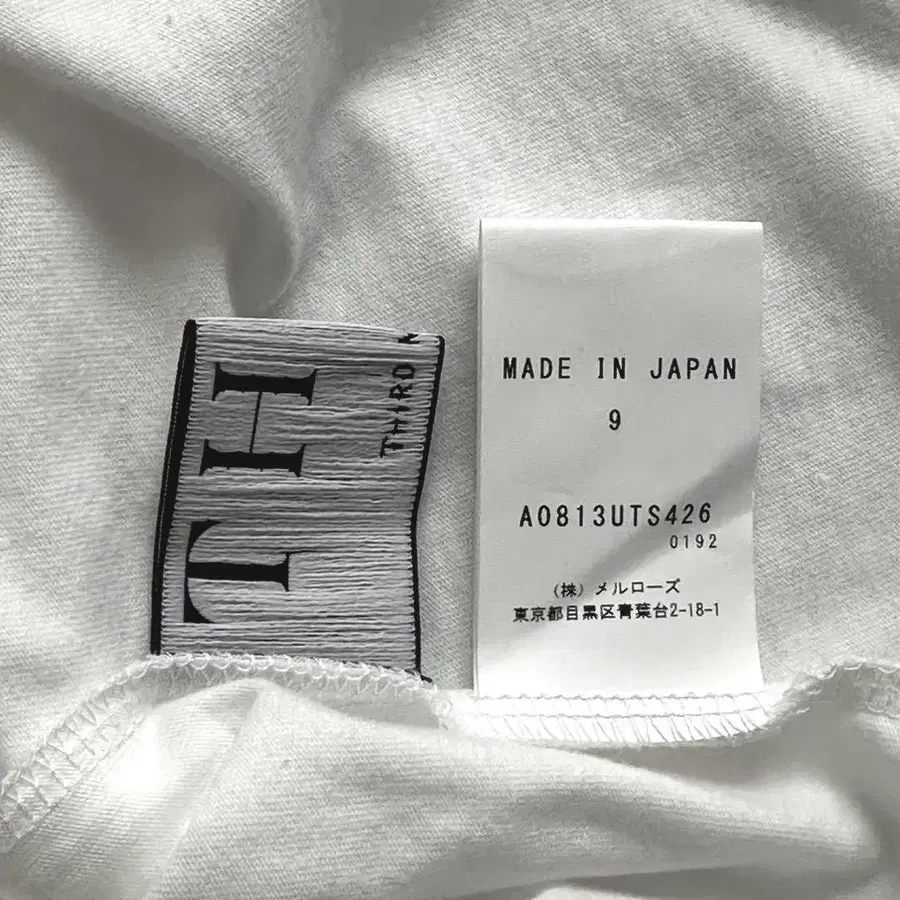 TH
THIRD
MADE IN JAPAN
9
A0813UTS426
0192
(株)メルローズ
東京都目黒区青葉台2-18-1